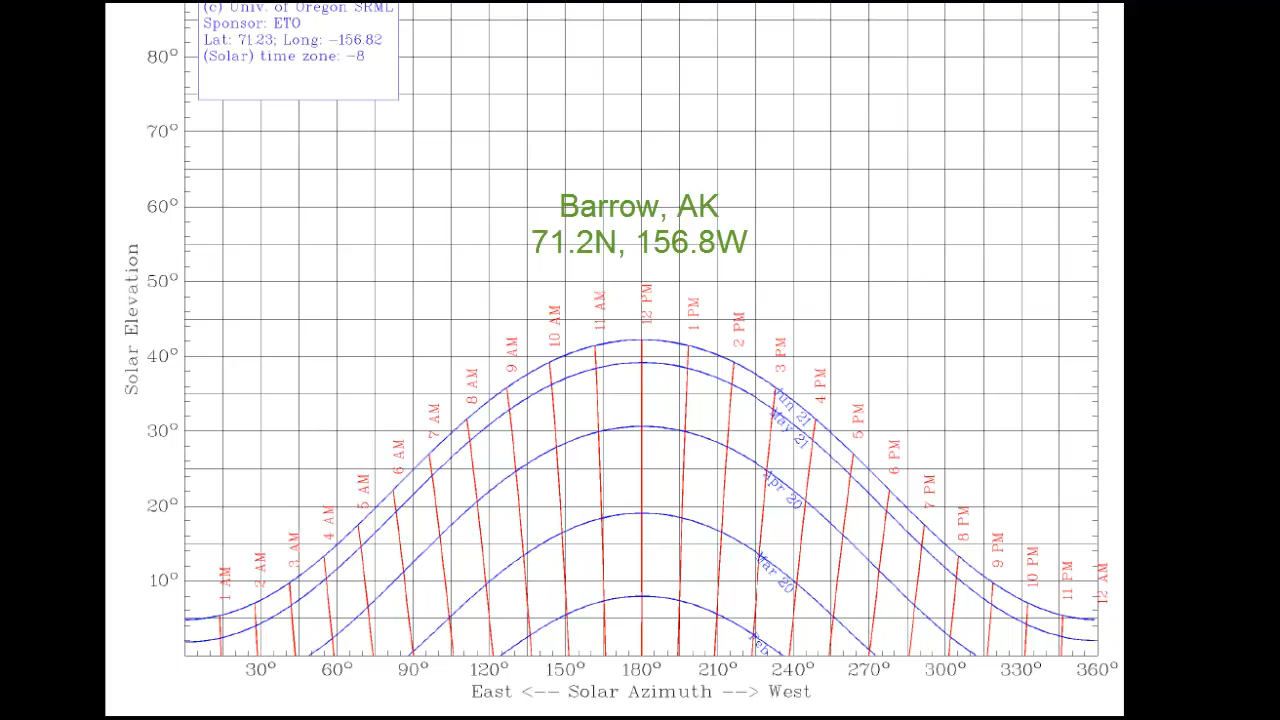 (c) Univ. of Oregon SRML
Sponsor: ETO
Lat: 71.23; Long: -156.82
(Solar) time zone: -8
80°
70°
60°
50°
40°
30°
20°
10°
Solar Elevation
Barrow, AK
71.2N, 156.8W
1 AM
2 AM
3 AM
4 AM
5 AM
6 AM
7 AM
8 AM
9 AM
10 AM
11 AM
12 PM
1 PM
2 PM
3 PM
4 PM
5 PM
6 PM
7 PM
8 PM
9 PM
10 PM
11 PM
12 AM
Jun 21
May 21
Apr 20
Mar 20
Feb
30° 60° 90° 120° 150° 180° 210° 240° 270° 300° 330° 360°
East <-- Solar Azimuth --> West